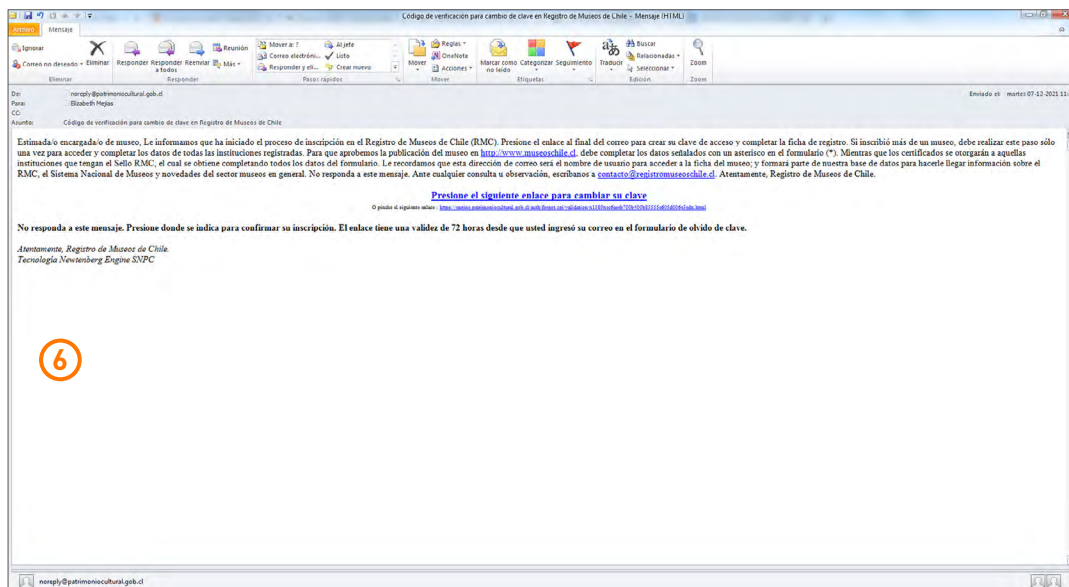 Código de verificación para cambio de clave en Registro de Museos de Chile - Mensaje (HTML)
Archivo Mensaje
Ignorar
Correo no deseado
Eliminar
Responder Responder a todos Reenviar
Reunión
Más
Mover a: ?
Correo electróni...
Responder y eli...
Al jefe
Listo
Crear nuevo
Mover
Reglas
OneNote
Acciones
Marcar como no leído
Categorizar
Seguimiento
Traducir
Buscar
Relacionadas
Seleccionar
Zoom
Eliminar Responder Pasos rápidos Mover Etiquetas Edición Zoom
De: noreply@patrimoniocultural.gob.cl
Enviado el: martes 07-12-2021 11:
Para: Elizabeth Mejias
CC:
Asunto: Código de verificación para cambio de clave en Registro de Museos de Chile
Estimada/o encargada/o de museo, Le informamos que ha iniciado el proceso de inscripción en el Registro de Museos de Chile (RMC). Presione el enlace al final del correo para crear su clave de acceso y completar la ficha de registro. Si inscribió más de un museo, debe realizar este paso sólo
una vez para acceder y completar los datos de todas las instituciones registradas. Para que aprobemos la publicación del museo en http://www.museoschile.cl, debe completar los datos señalados con un asterisco en el formulario (*). Mientras que los certificados se otorgarán a aquellas
instituciones que tengan el Sello RMC, el cual se obtiene completando todos los datos del formulario. Le recordamos que esta dirección de correo será el nombre de usuario para acceder a la ficha del museo; y formará parte de nuestra base de datos para hacerle llegar información sobre el
RMC, el Sistema Nacional de Museos y novedades del sector museos en general. No responda a este mensaje. Ante cualquier consulta u observación, escríbanos a contacto@registromuseoschile.cl. Atentamente, Registro de Museos de Chile.
Presione el siguiente enlace para cambiar su clave
O pinche el siguiente enlace :
No responda a este mensaje. Presione donde se indica para confirmar su inscripción. El enlace tiene una validez de 72 horas desde que usted ingresó su correo en el formulario de olvido de clave.
Atentamente, Registro de Museos de Chile.
Tecnología Newtenberg Engine SNPC
6
noreply@patrimoniocultural.gob.cl